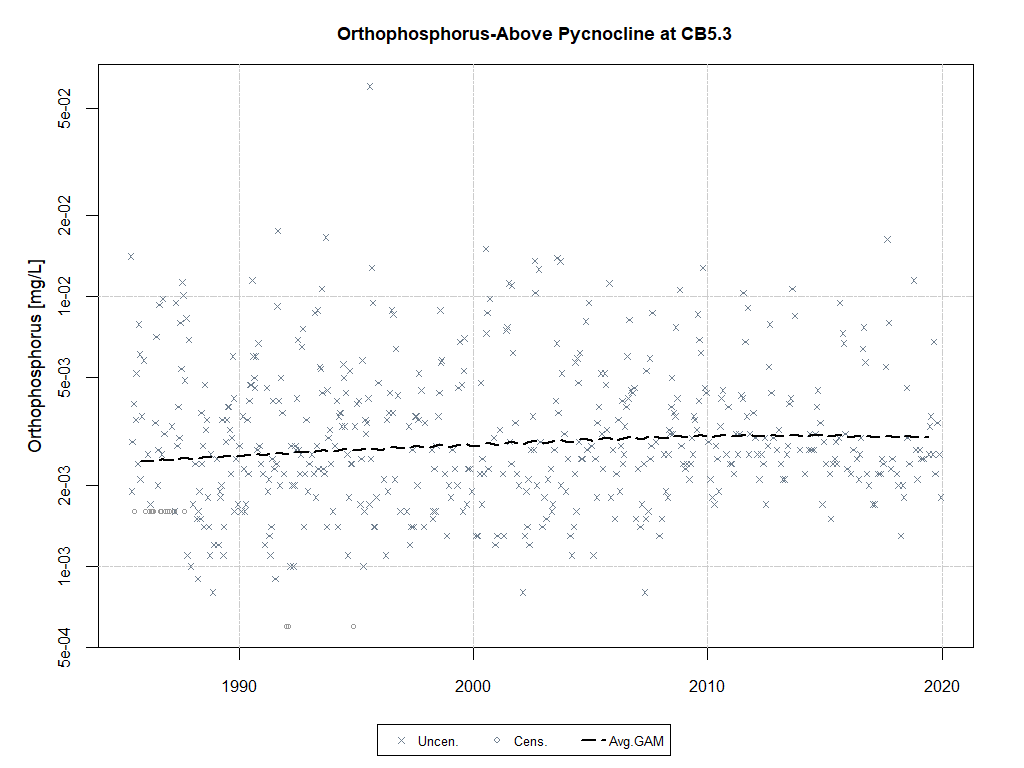 Orthophosphorus-Above Pycnocline at CB5.3
Orthophosphorus [mg/L]
5e-02
2e-02
1e-02
5e-03
2e-03
1e-03
5e-04
1990
2000
2010
2020
Uncen.
Cens.
Avg.GAM